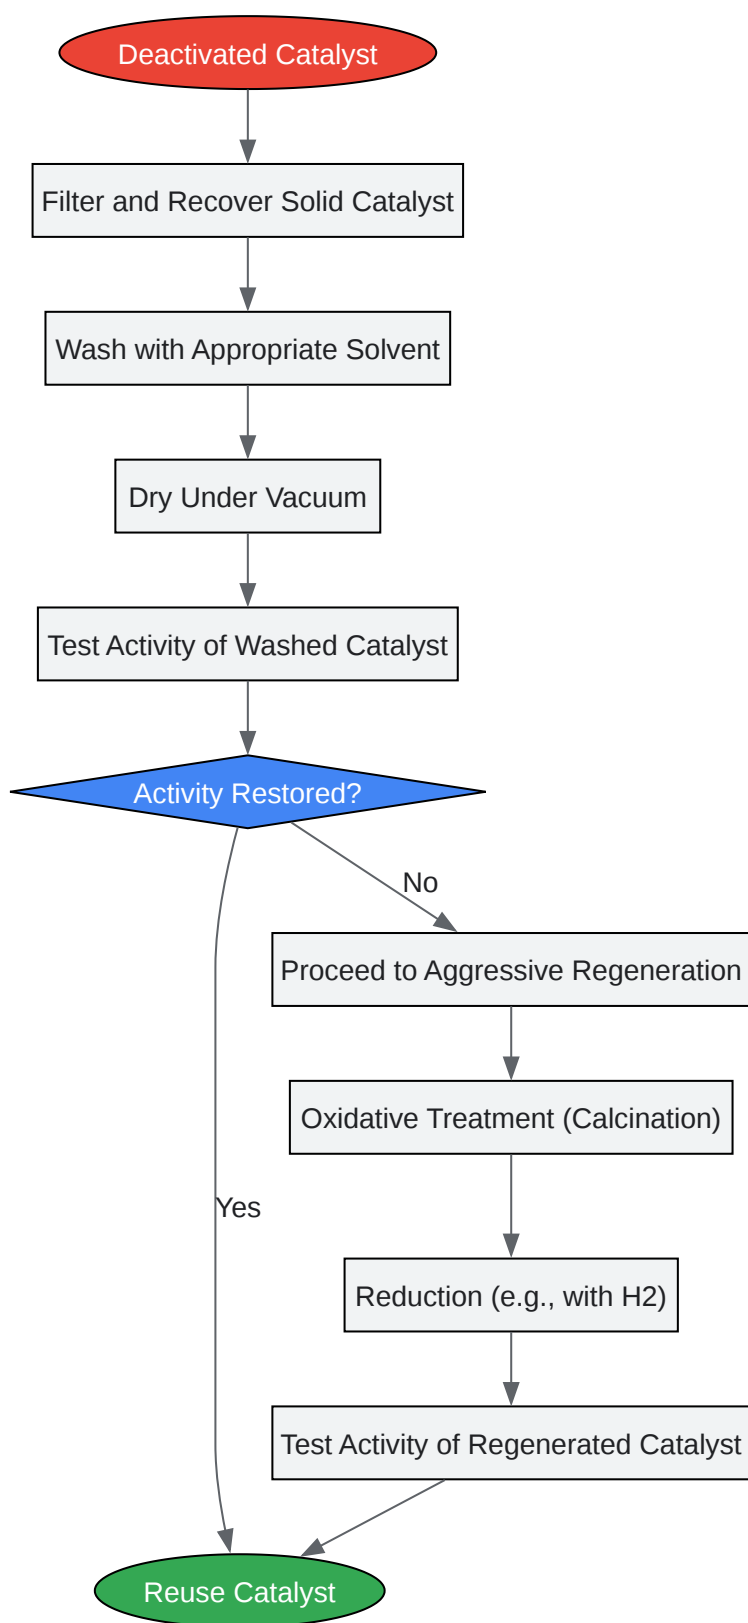 Deactivated Catalyst
Filter and Recover Solid Catalyst
Wash with Appropriate Solvent
Dry Under Vacuum
Test Activity of Washed Catalyst
Activity Restored?
No
Proceed to Aggressive Regeneration
Oxidative Treatment (Calcination)
Yes
Reduction (e.g., with H2)
Test Activity of Regenerated Catalyst
Reuse Catalyst